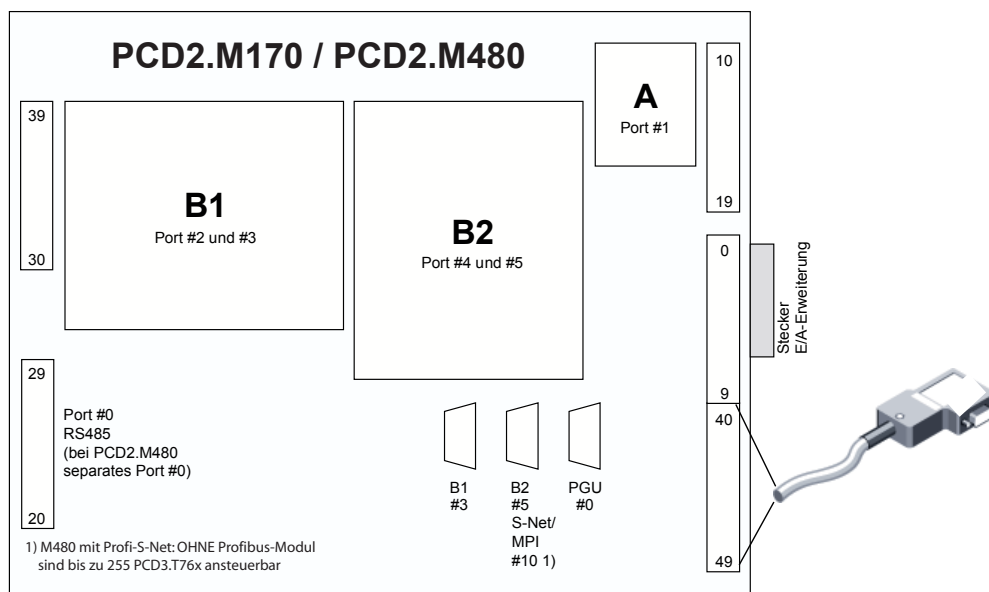 PCD2.M170 / PCD2.M480
39
30
B1
Port #2 und #3
B2
Port #4 und #5
A
Port #1
10
19
0
9
40
49
Stecker
E/A-Erweiterung
29
20
Port #0
RS485
(bei PCD2.M480
separates Port #0)
B1
#3
B2
#5
S-Net/
MPI
#10 1)
PGU
#0
1) M480 mit Profi-S-Net: OHNE Profibus-Modul
sind bis zu 255 PCD3.T76x ansteuerbar